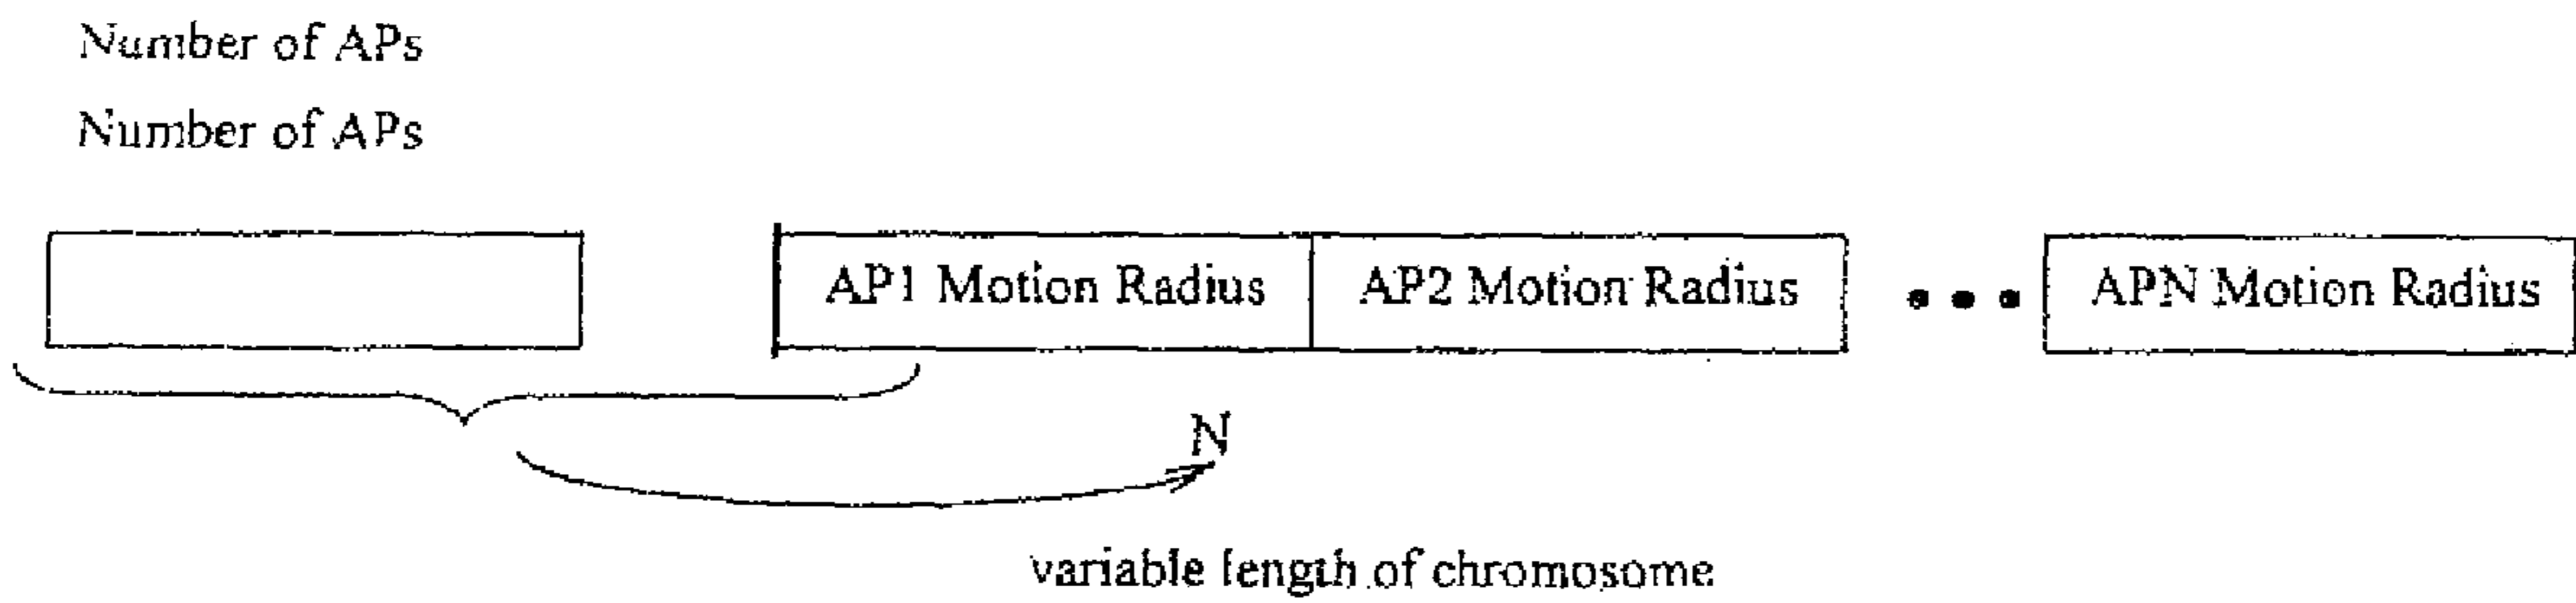 Number of APs
Number of APs
AP1 Motion Radius AP2 Motion Radius ••• APN Motion Radius
N
variable length of chromosome